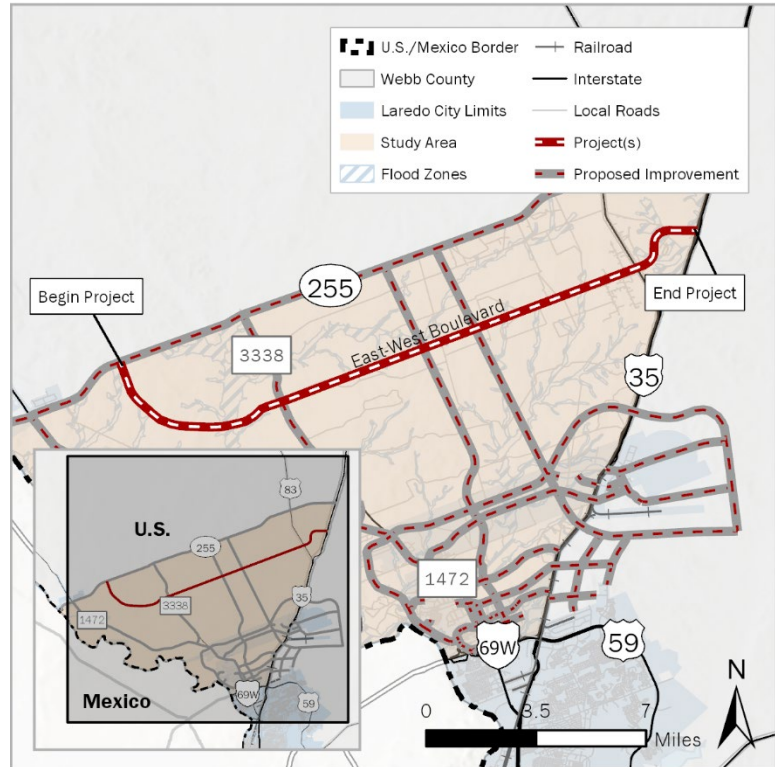 U.S./Mexico Border
Railroad
Webb County
Interstate
Laredo City Limits
Local Roads
Study Area
Project(s)
Flood Zones
Proposed Improvement
Begin Project
255
End Project
3338
East-West Boulevard
35
1472
69W
59
N
0 3.5 7
Miles
83
U.S.
255
35
1472
3338
Mexico
69W
59